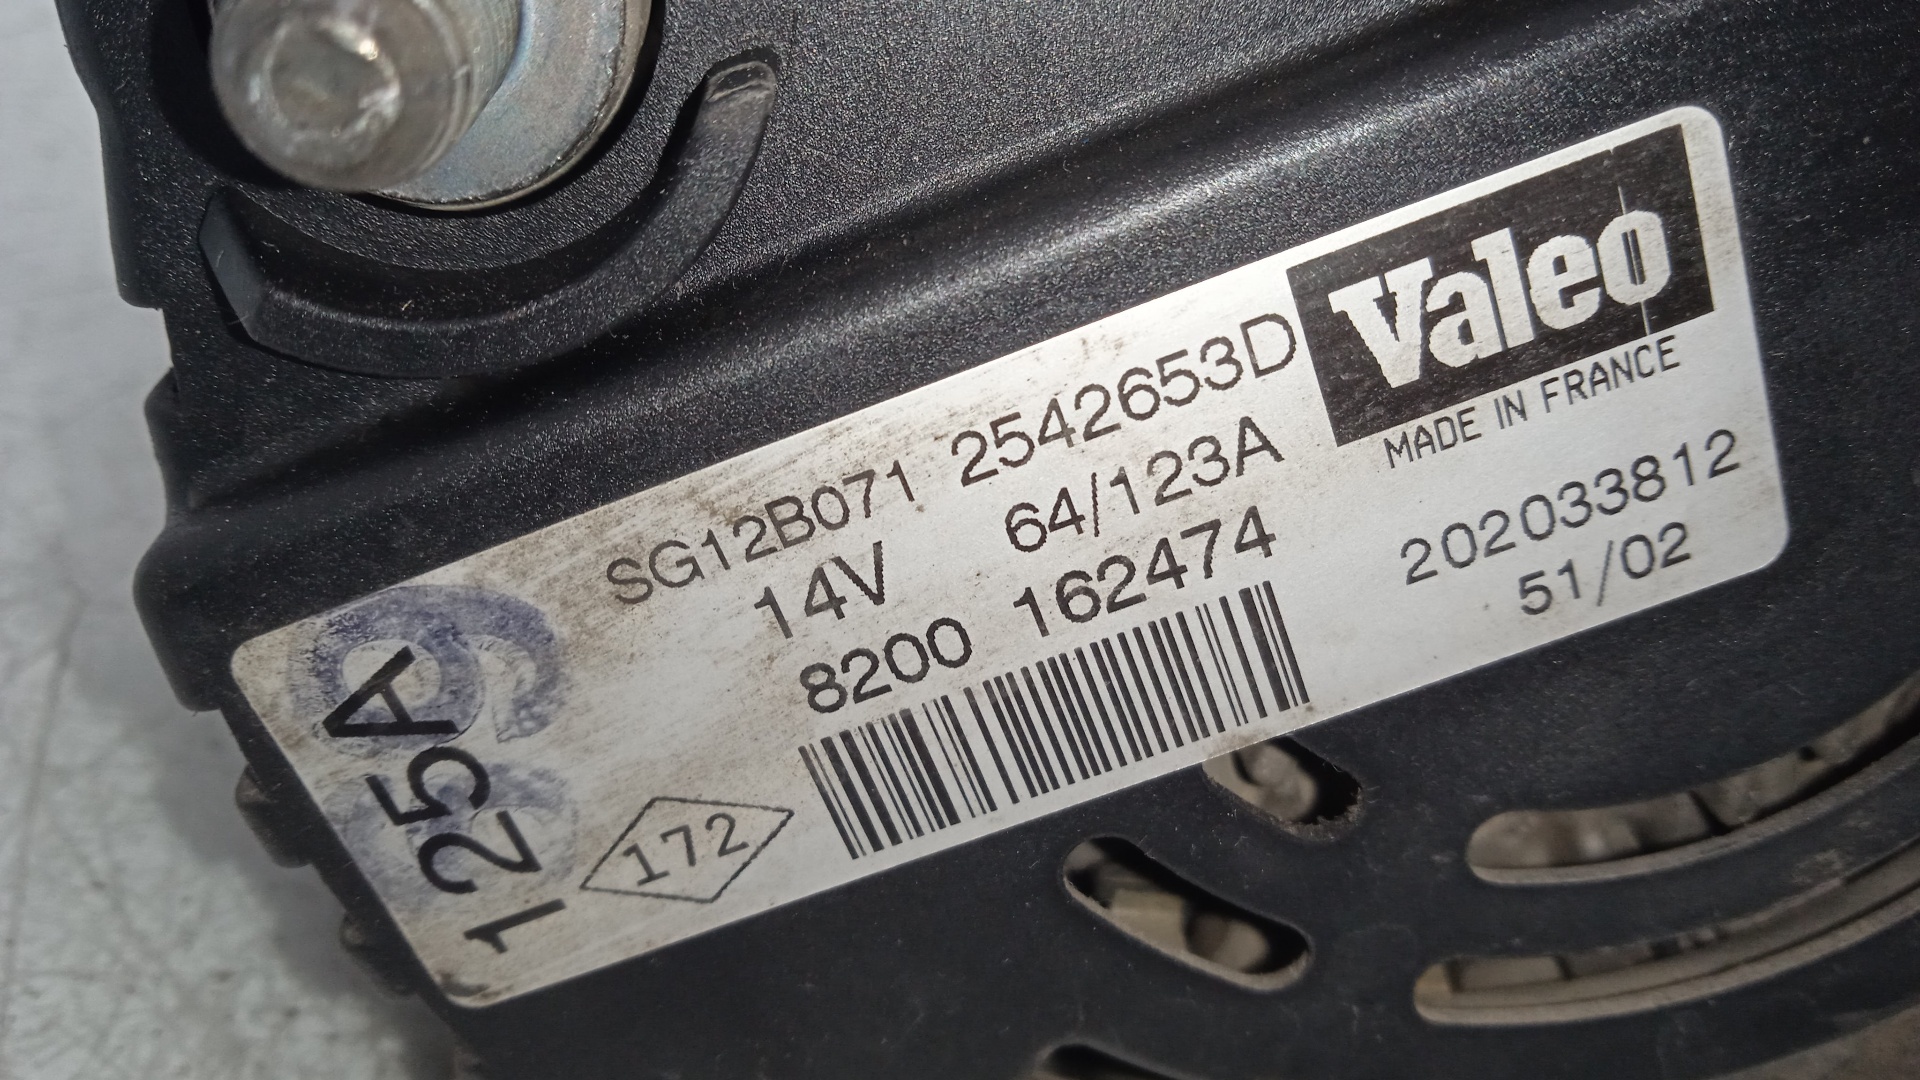 Valeo
MADE IN FRANCE
SG12B071 2542653D
14V 64/123A
8200 162474
202033812
51/02
125A
172